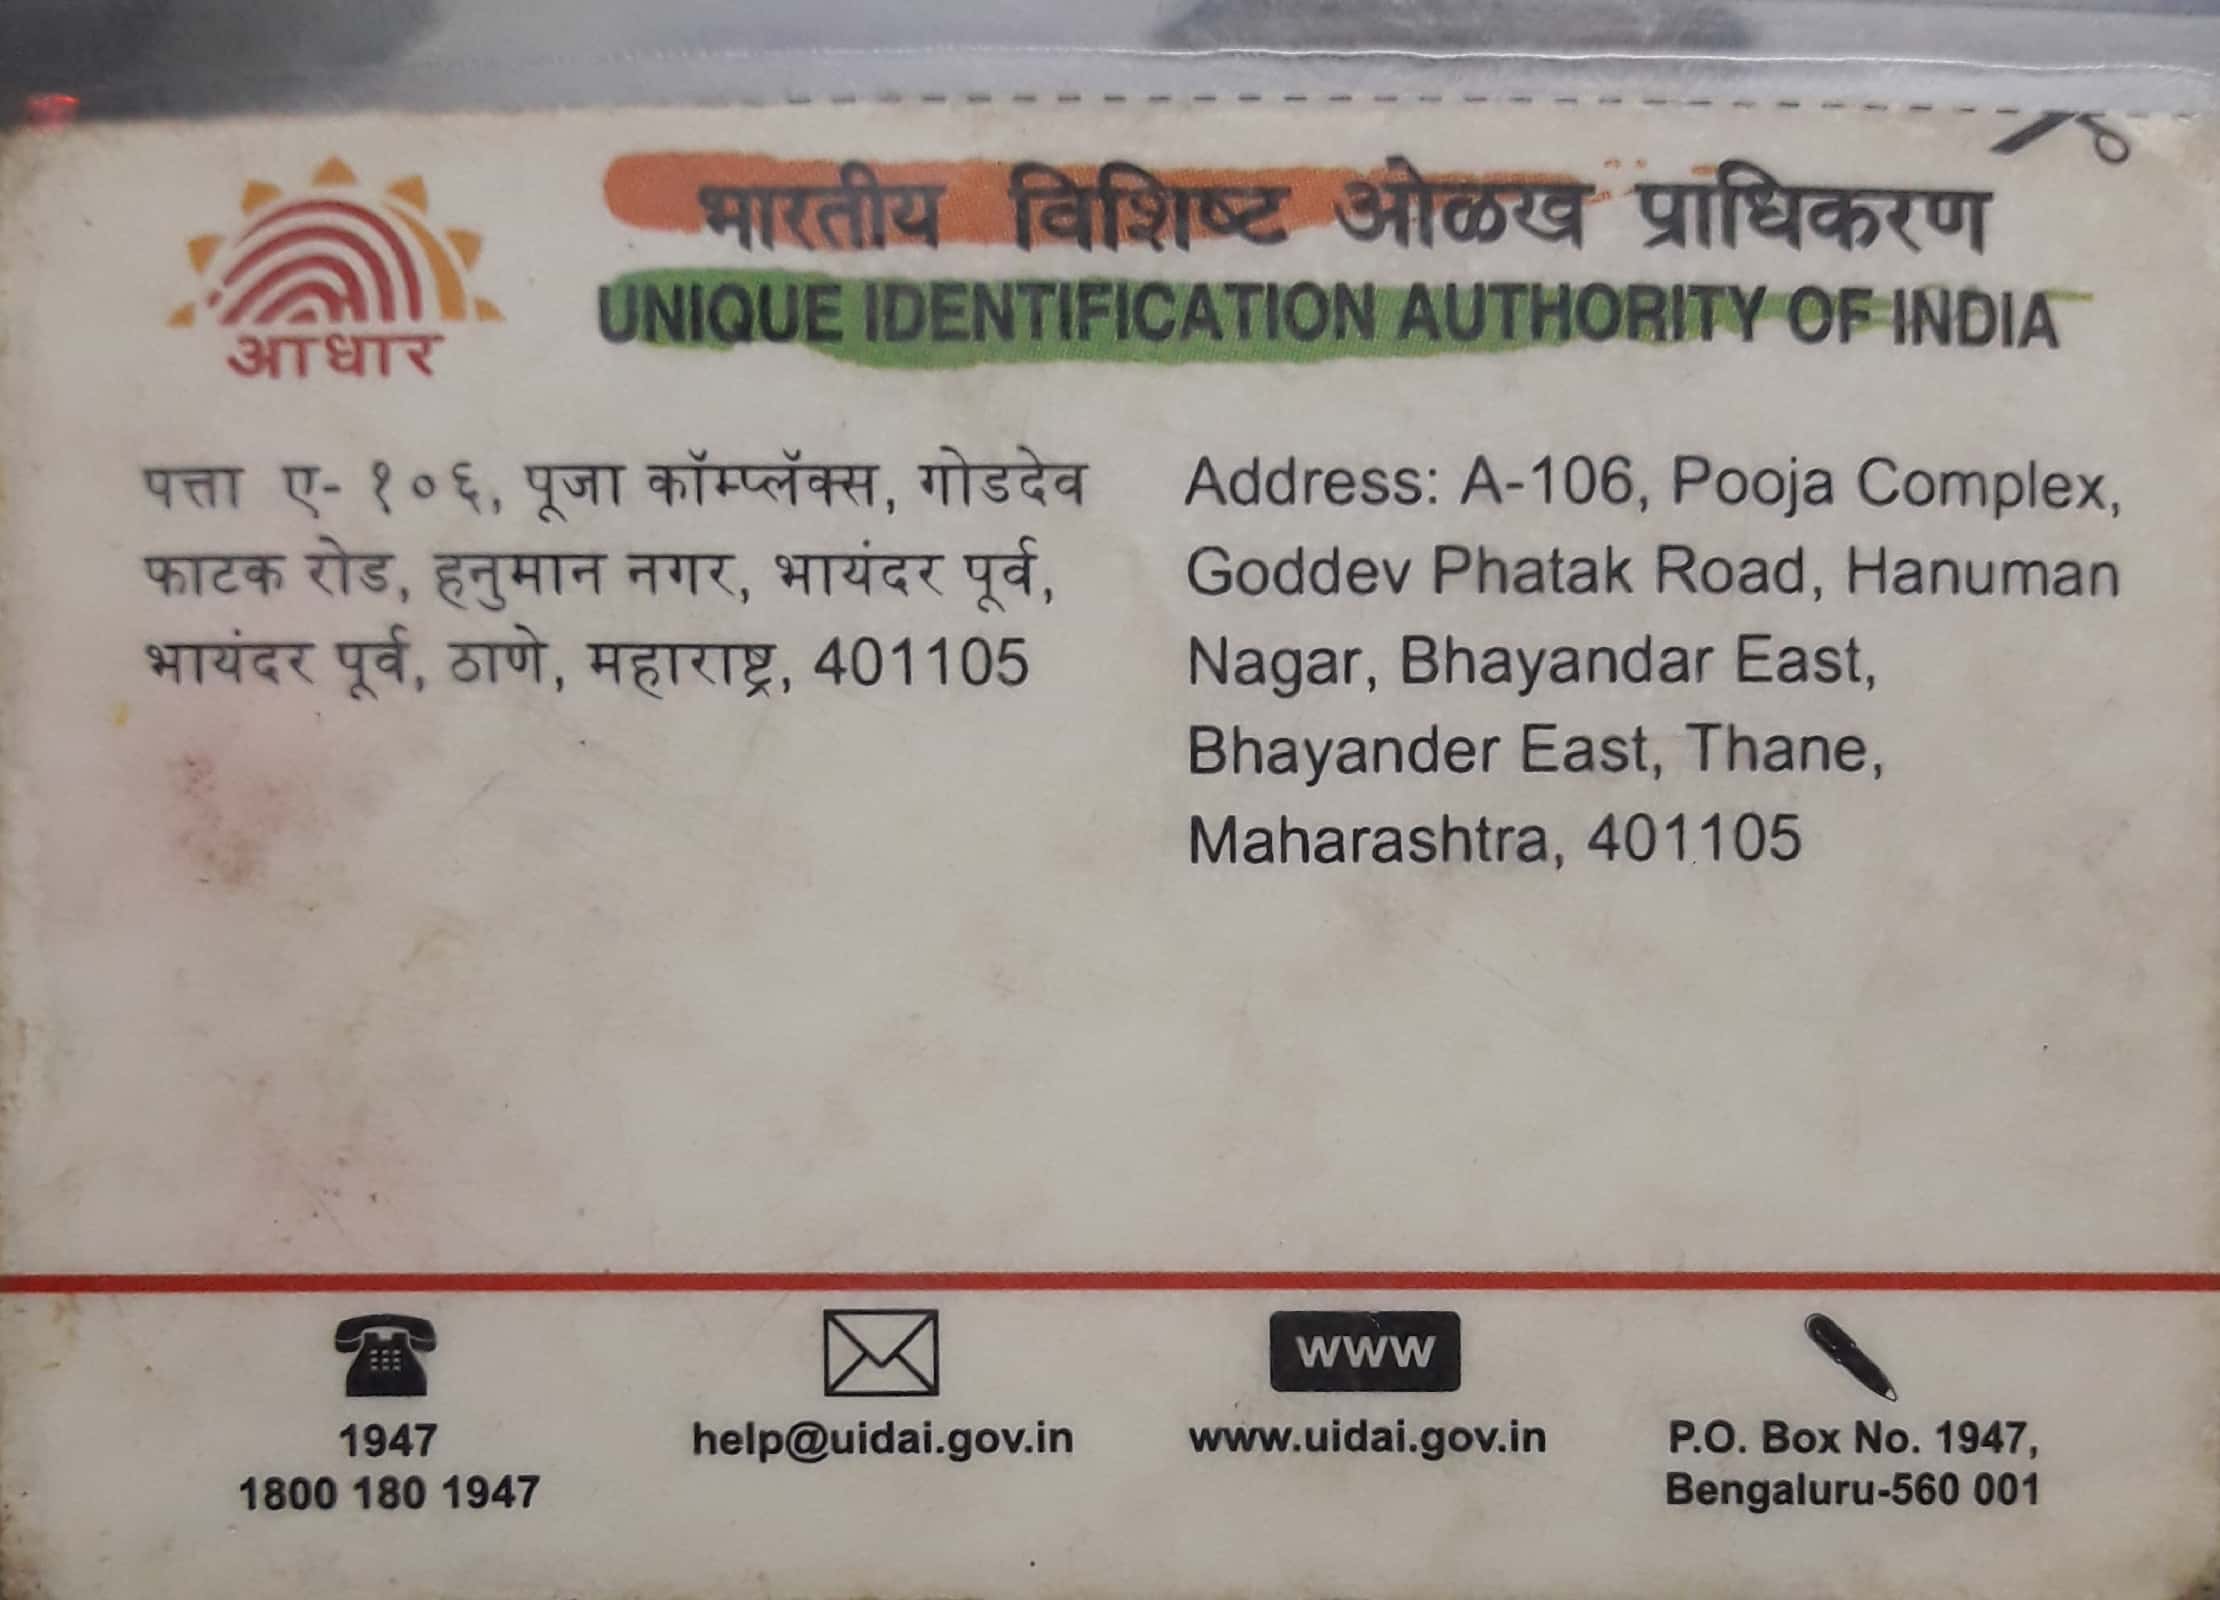 भारतीय विशिष्ट ओळख प्राधिकरण
UNIQUE IDENTIFICATION AUTHORITY OF INDIA
आधार
पत्ता ए- १०६, पूजा कॉम्प्लॅक्स, गोडदेव
फाटक रोड, हनुमान नगर, भायंदर पूर्व,
भायंदर पूर्व, ठाणे, महाराष्ट्र, 401105
Address: A-106, Pooja Complex,
Goddev Phatak Road, Hanuman
Nagar, Bhayandar East,
Bhayander East, Thane,
Maharashtra, 401105
1947
1800 180 1947
help@uidai.gov.in
www
www.uidai.gov.in
P.O. Box No. 1947,
Bengaluru-560 001